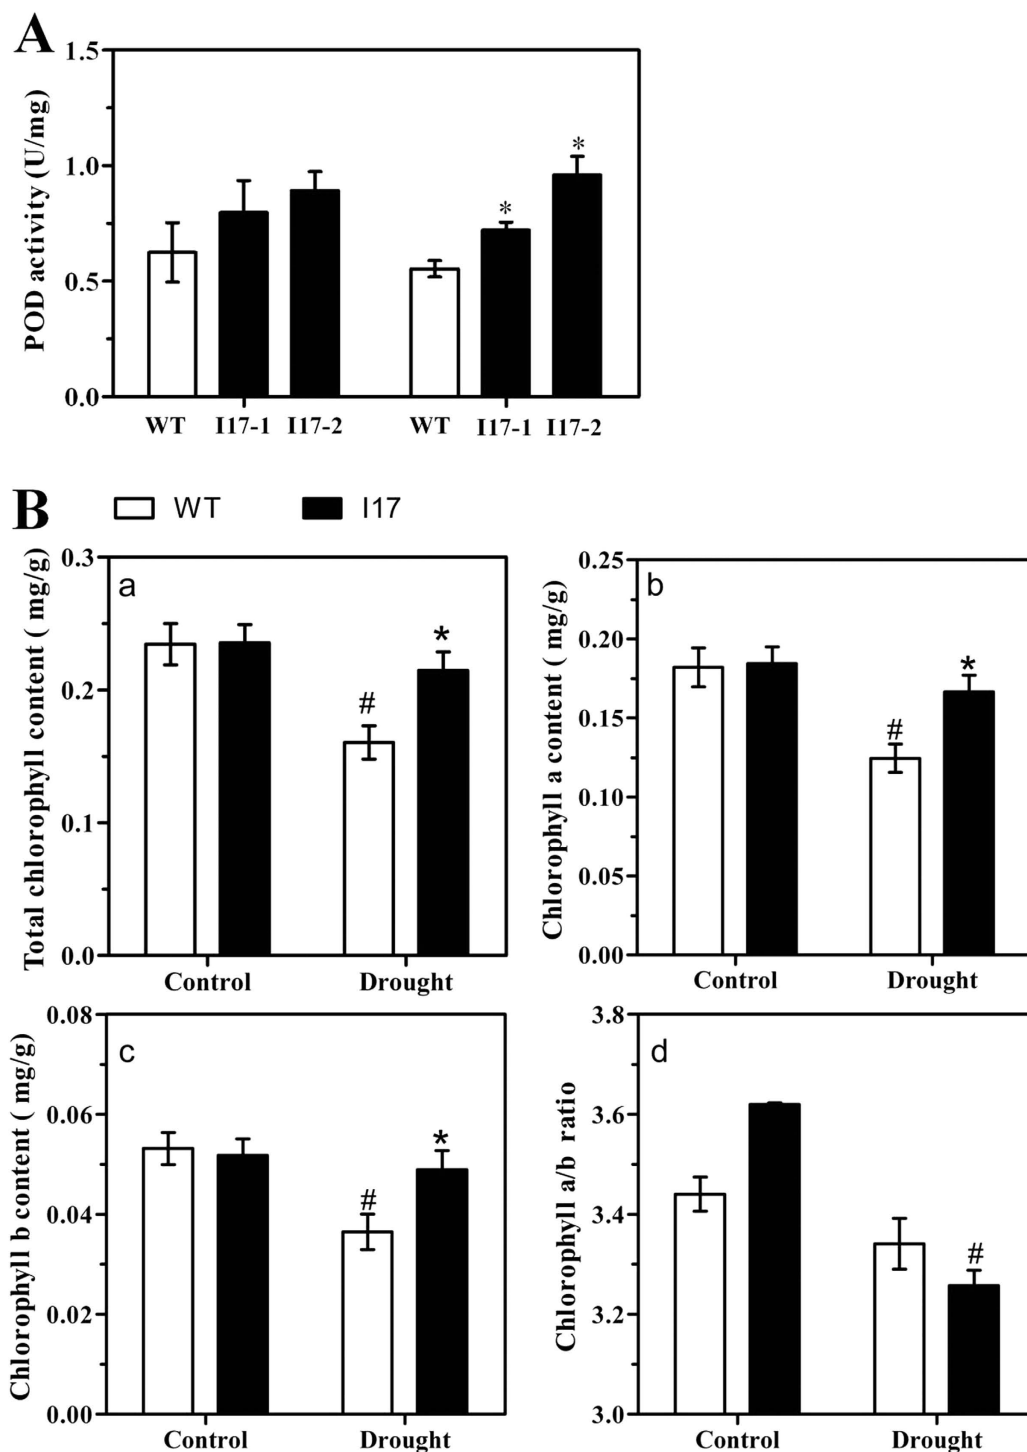 A
POD activity (U/mg)
1.5
1.0
0.5
0.0
* *
WT I17-1 I17-2 WT I17-1 I17-2
B
WT I17
a
Total chlorophyll content ( mg/g)
0.3
0.2
0.1
0.0
# *
Control Drought
b
Chlorophyll a content ( mg/g)
0.25
0.20
0.15
0.10
0.05
0.00
# *
Control Drought
c
Chlorophyll b content ( mg/g)
0.08
0.06
0.04
0.02
0.00
# *
Control Drought
d
Chlorophyll a/b ratio
3.8
3.6
3.4
3.2
3.0
#
Control Drought